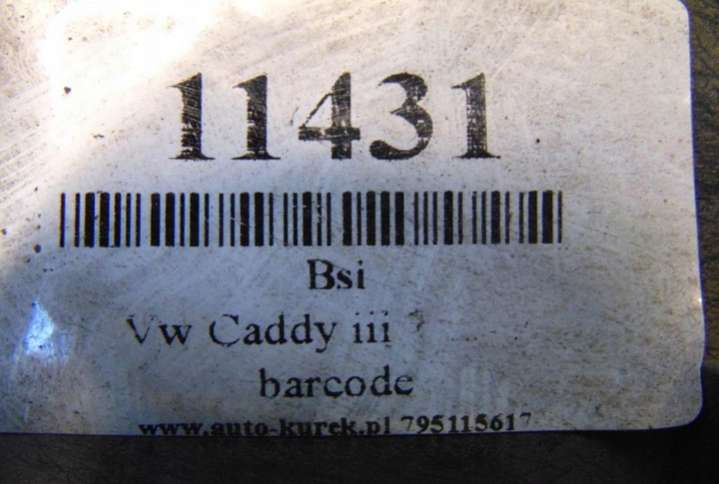 11431
Bsi
Vw Caddy iii
barcode
www.auto-kurek.pl 795115617